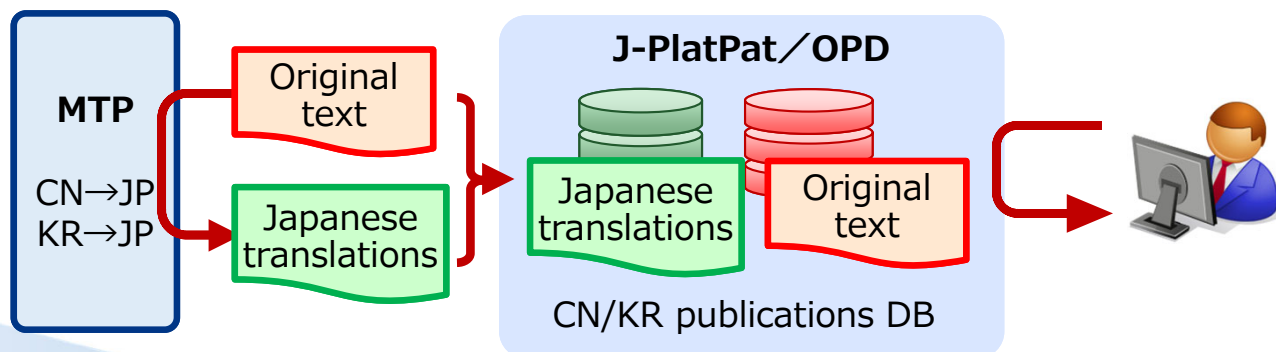 MTP
CN→JP
KR→JP
Original
text
Japanese
translations
J-PlatPat／OPD
Japanese
translations
Original
text
CN/KR publications DB